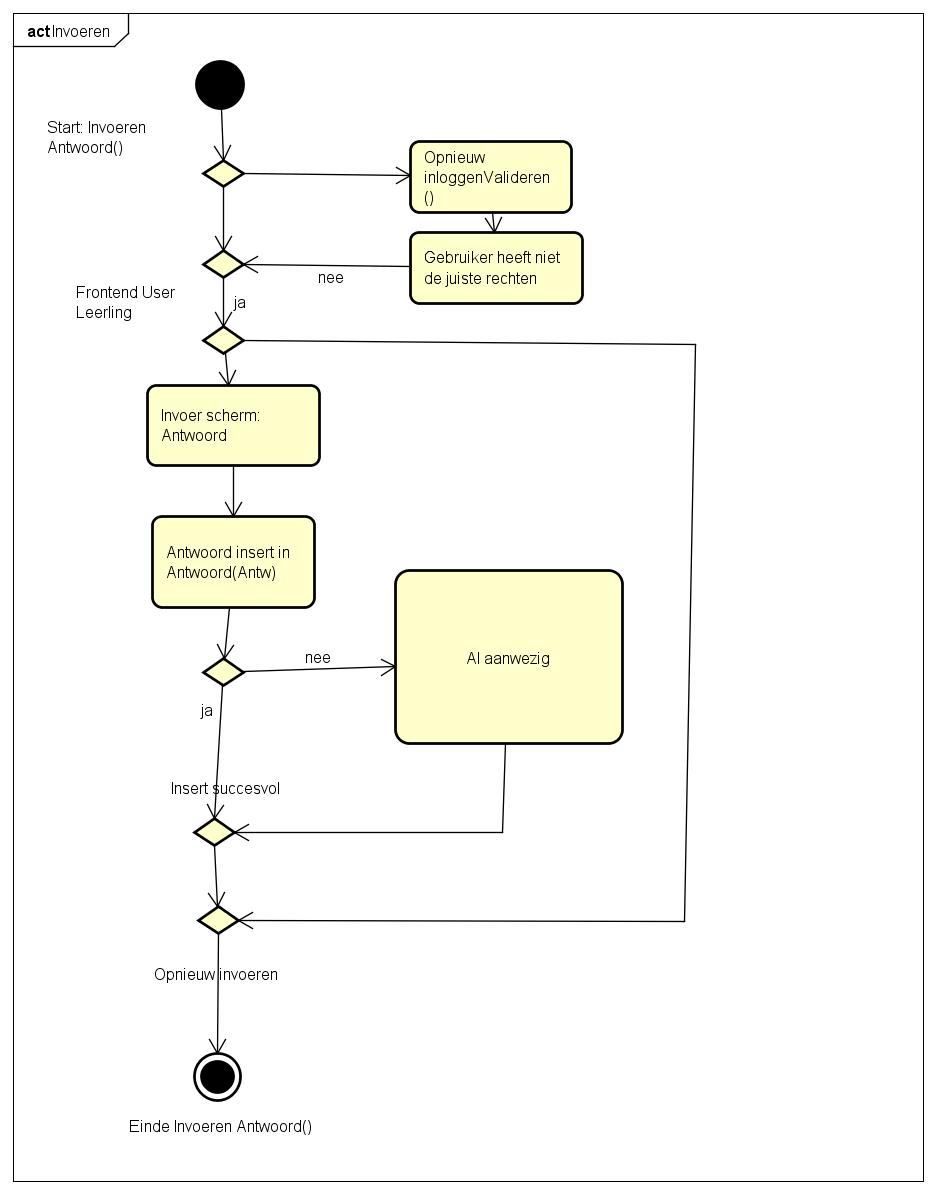 act Invoeren
Start: Invoeren
Antwoord()
Opnieuw
inloggenValideren
()
Gebruiker heeft niet
de juiste rechten
nee
Frontend User
Leerling
ja
Invoer scherm:
Antwoord
Antwoord insert in
Antwoord(Antw)
nee
Al aanwezig
ja
Insert succesvol
Opnieuw invoeren
Einde Invoeren Antwoord()